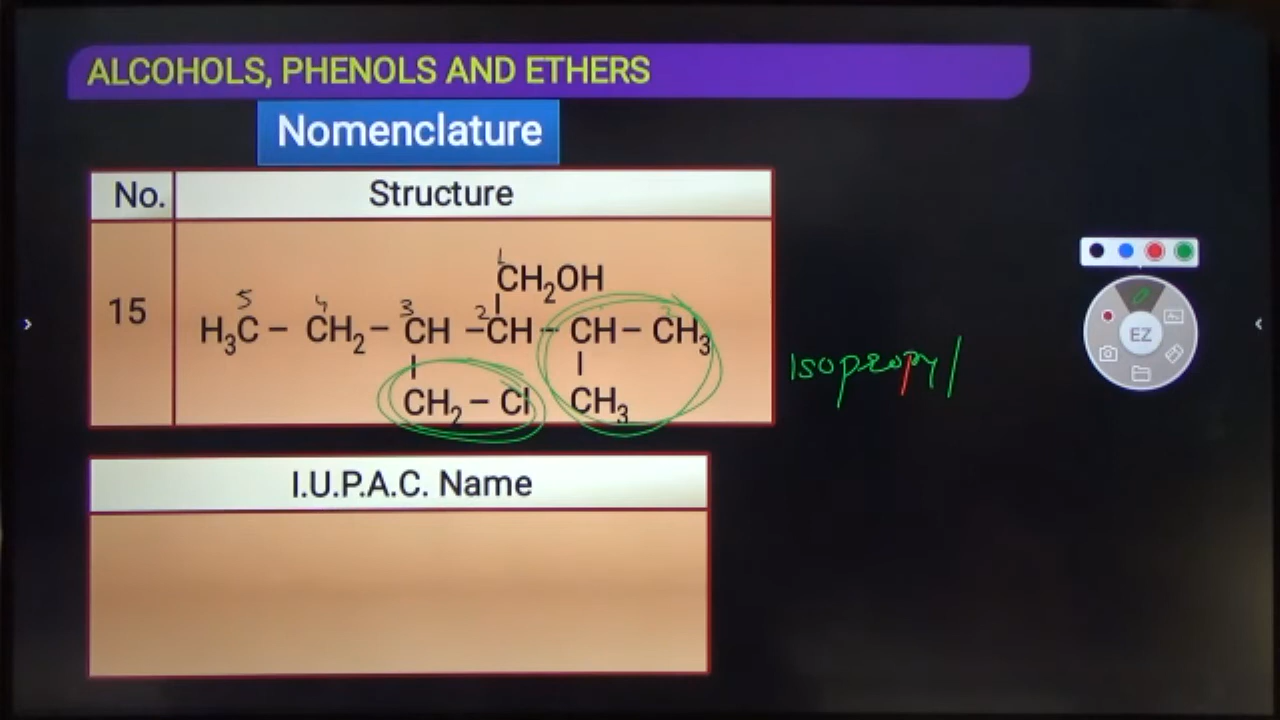 ALCOHOLS, PHENOLS AND ETHERS
Nomenclature
No. Structure
1
CH2OH
5 4 3 2
15 H3C – CH2 – CH – CH – CH – CH3
CH2 – Cl CH3
Isopropyl
EZ
I.U.P.A.C. Name